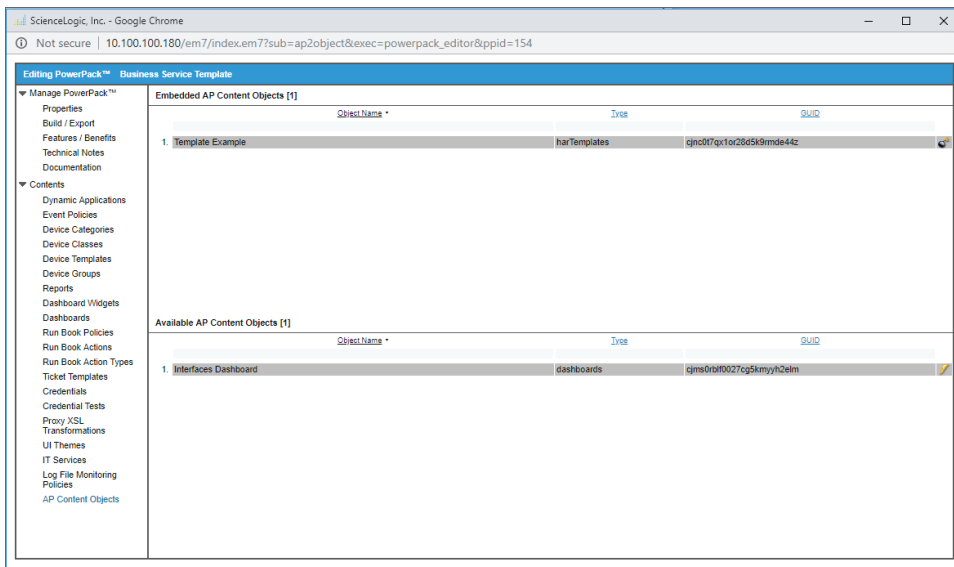 ScienceLogic, Inc. - Google Chrome
Not secure | 10.100.100.180/em7/index.em7?sub=ap2object&exec=powerpack_editor&ppid=154
Editing PowerPack™ Business Service Template
Manage PowerPack™
Properties
Build / Export
Features / Benefits
Technical Notes
Documentation
Contents
Dynamic Applications
Event Policies
Device Categories
Device Classes
Device Templates
Device Groups
Reports
Dashboard Widgets
Dashboards
Run Book Policies
Run Book Actions
Run Book Action Types
Ticket Templates
Credentials
Credential Tests
Proxy XSL
Transformations
UI Themes
IT Services
Log File Monitoring
Policies
AP Content Objects
Embedded AP Content Objects [1]
Object Name Type GUID
1. Template Example harTemplates cjnc0t7qx1or28d5k9rmde44z
Available AP Content Objects [1]
Object Name Type GUID
1. Interfaces Dashboard dashboards cjms0rblf0027cg5kmyyh2elm